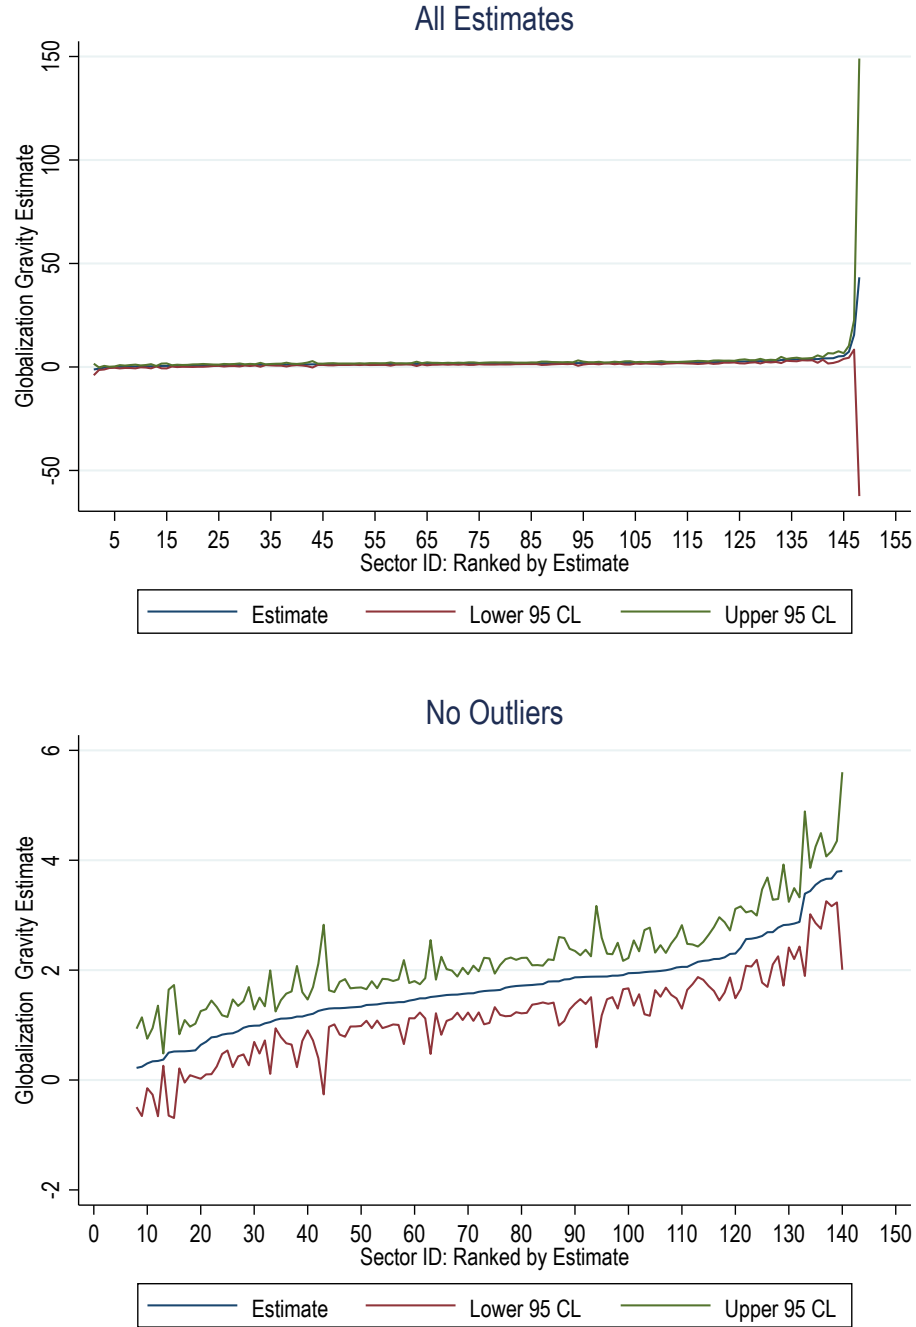 All Estimates
Globalization Gravity Estimate
150
100
50
0
-50
5 15 25 35 45 55 65 75 85 95 105 115 125 135 145 155
Sector ID: Ranked by Estimate
Estimate Lower 95 CL Upper 95 CL
No Outliers
Globalization Gravity Estimate
6
4
2
0
-2
0 10 20 30 40 50 60 70 80 90 100 110 120 130 140 150
Sector ID: Ranked by Estimate
Estimate Lower 95 CL Upper 95 CL